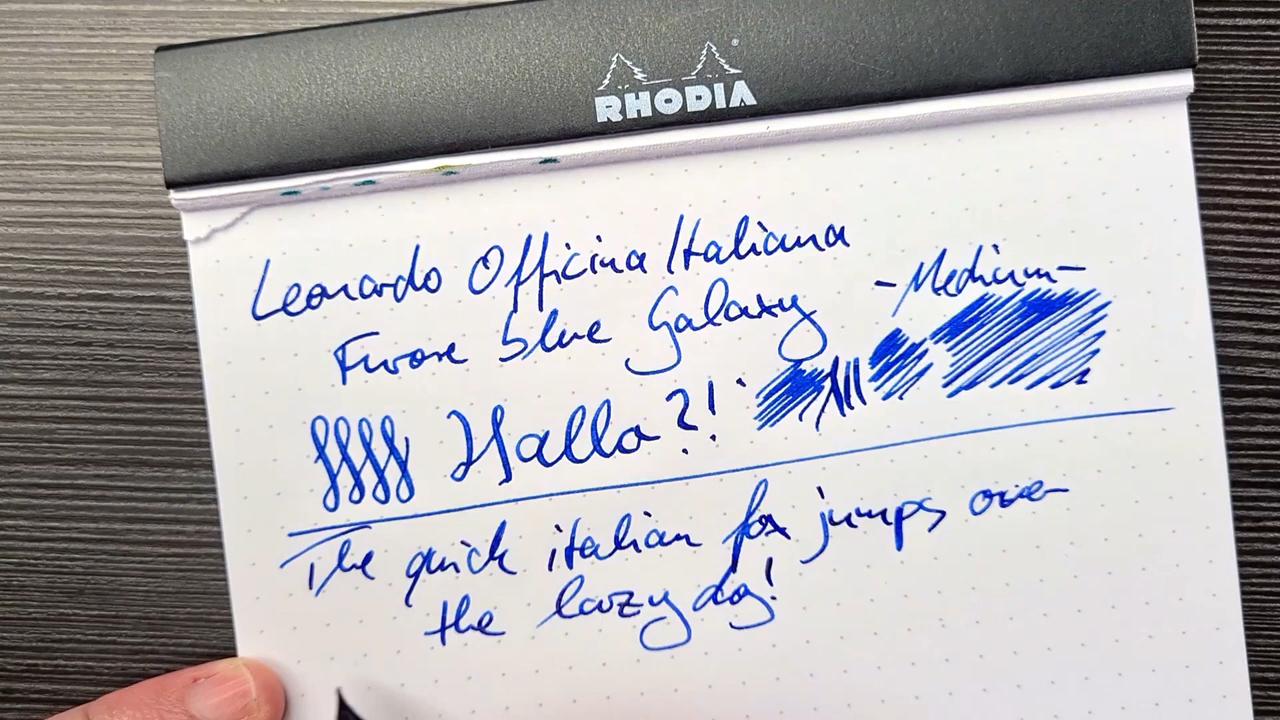 RHODIA
Leonardo Officina Italiana
Furore blue Galaxy -Medium-
Hallo?!
The quick italian fox jumps over
the lazy dog!